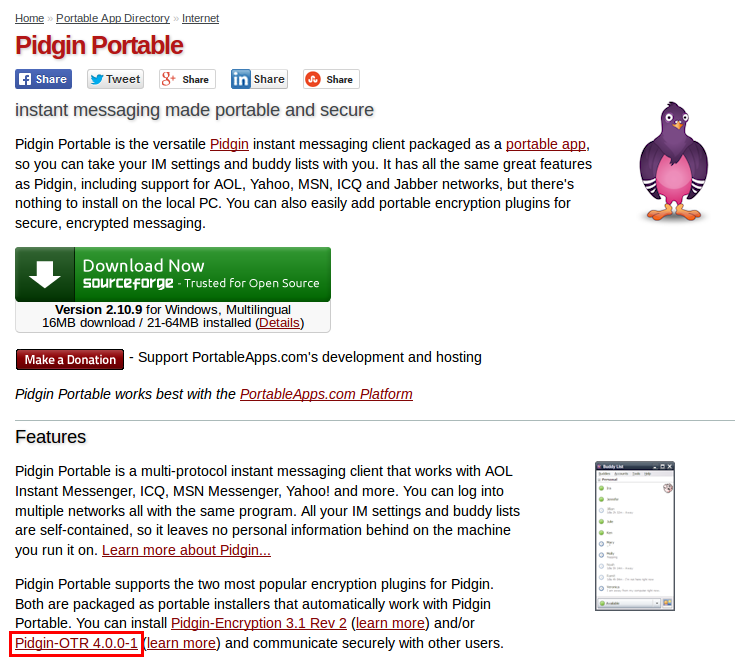 Home » Portable App Directory » Internet
Pidgin Portable
Share Tweet Share Share Share
instant messaging made portable and secure
Pidgin Portable is the versatile Pidgin instant messaging client packaged as a portable app,
so you can take your IM settings and buddy lists with you. It has all the same great features
as Pidgin, including support for AOL, Yahoo, MSN, ICQ and Jabber networks, but there's
nothing to install on the local PC. You can also easily add portable encryption plugins for
secure, encrypted messaging.
Download Now
sourceforge - Trusted for Open Source
Version 2.10.9 for Windows, Multilingual
16MB download / 21-64MB installed (Details)
Make a Donation - Support PortableApps.com's development and hosting
Pidgin Portable works best with the PortableApps.com Platform
Features
Pidgin Portable is a multi-protocol instant messaging client that works with AOL
Instant Messenger, ICQ, MSN Messenger, Yahoo! and more. You can log into
multiple networks all with the same program. All your IM settings and buddy lists
are self-contained, so it leaves no personal information behind on the machine
you run it on. Learn more about Pidgin...
Pidgin Portable supports the two most popular encryption plugins for Pidgin.
Both are packaged as portable installers that automatically work with Pidgin
Portable. You can install Pidgin-Encryption 3.1 Rev 2 (learn more) and/or
Pidgin-OTR 4.0.0-1 (learn more) and communicate securely with other users.
Buddy List